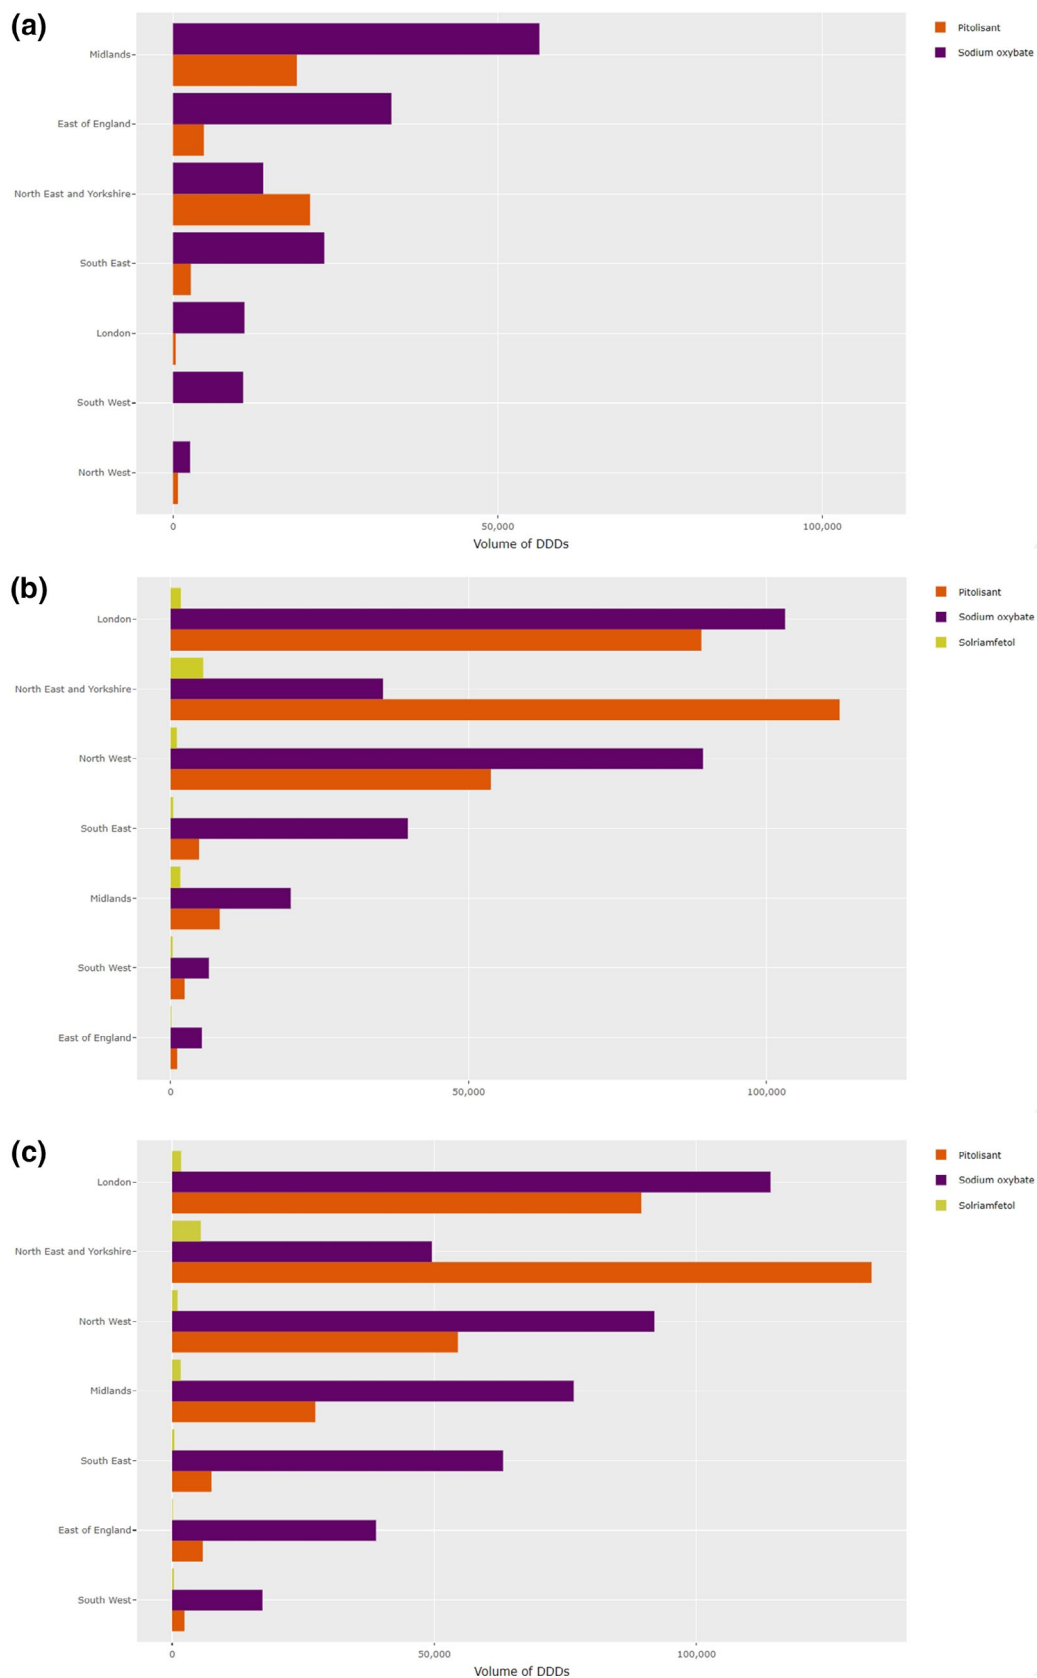 (a)
Pitolisant
Sodium oxybate
Midlands
East of England
North East and Yorkshire
South East
London
South West
North West
0 50,000 100,000
Volume of DDDs
(b)
Pitolisant
Sodium oxybate
Solriamfetol
London
North East and Yorkshire
North West
South East
Midlands
South West
East of England
0 50,000 100,000
(c)
Pitolisant
Sodium oxybate
Solriamfetol
London
North East and Yorkshire
North West
Midlands
South East
East of England
South West
0 50,000 100,000
Volume of DDDs